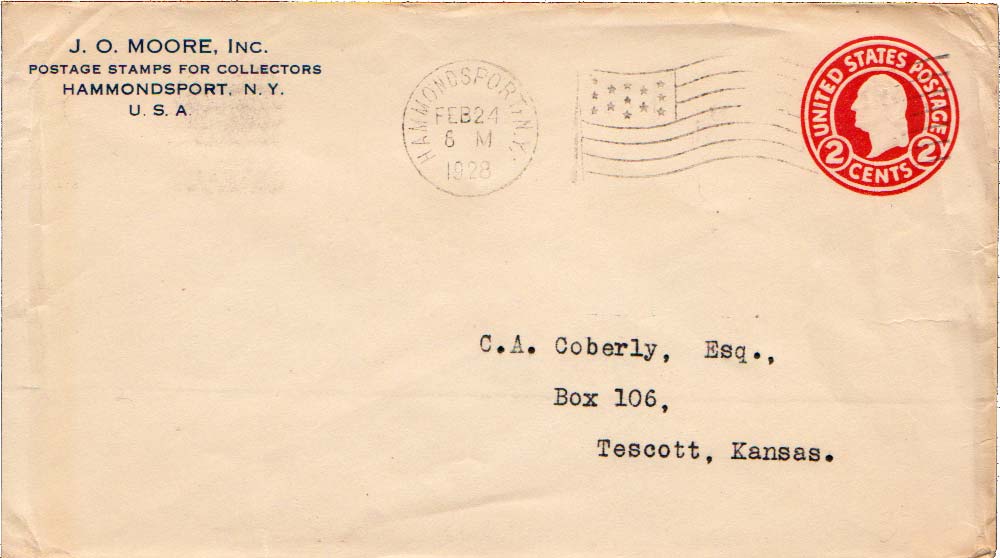 J. O. MOORE, INC.
POSTAGE STAMPS FOR COLLECTORS
HAMMONDSPORT, N. Y.
U. S. A.
HAMMONDSPORT, N.Y.
FEB 24
8 M
1928
UNITED STATES POSTAGE
2 CENTS 2
C.A. Coberly, Esq.,
Box 106,
Tescott, Kansas.